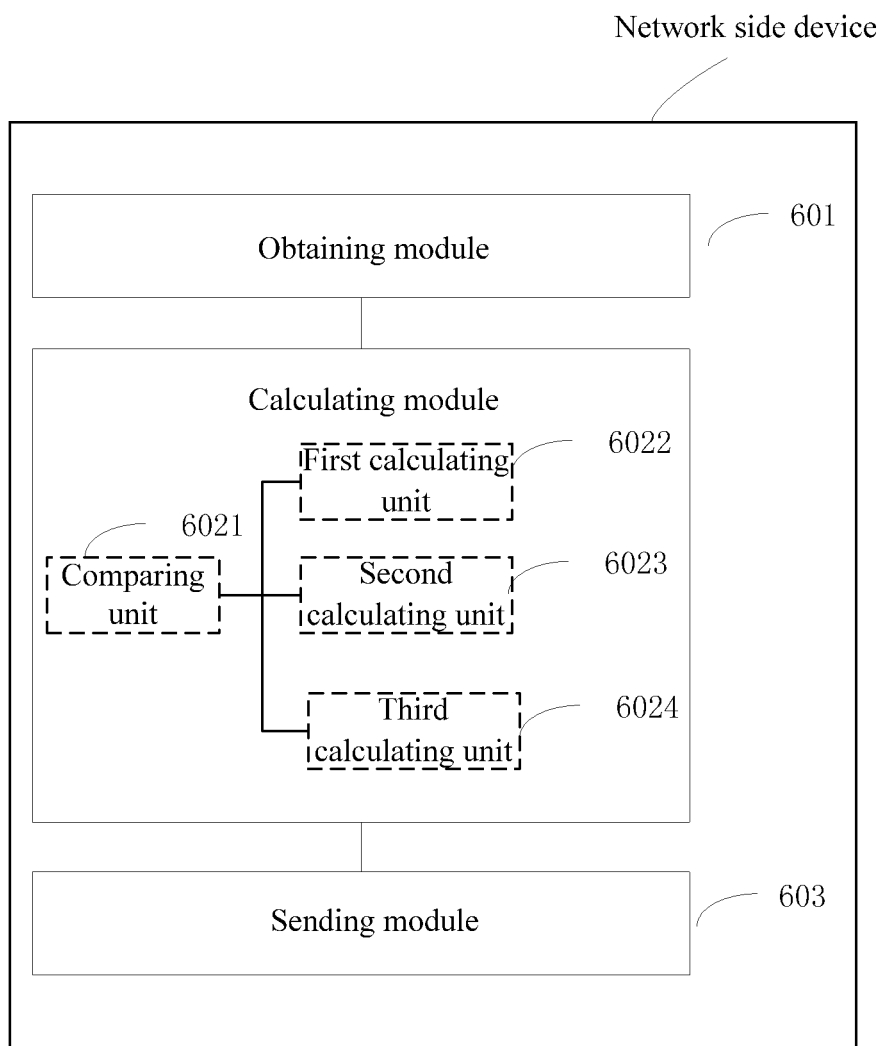 Network side device
601
Obtaining module
Calculating module
6022
First calculating
unit
6021
Comparing
unit
6023
Second
calculating unit
6024
Third
calculating unit
603
Sending module